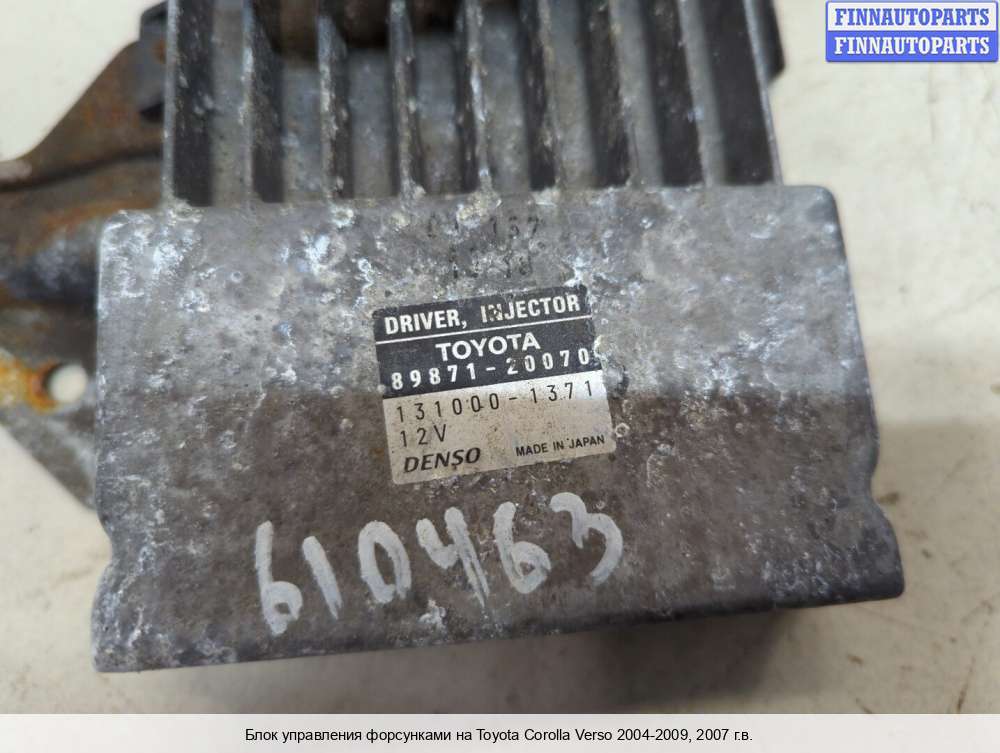 FINNAUTOPARTS
FINNAUTOPARTS
DRIVER, INJECTOR
TOYOTA
89871-20070
131000-1371
12V
DENSO MADE IN JAPAN
610463
Блок управления форсунками на Toyota Corolla Verso 2004-2009, 2007 г.в.